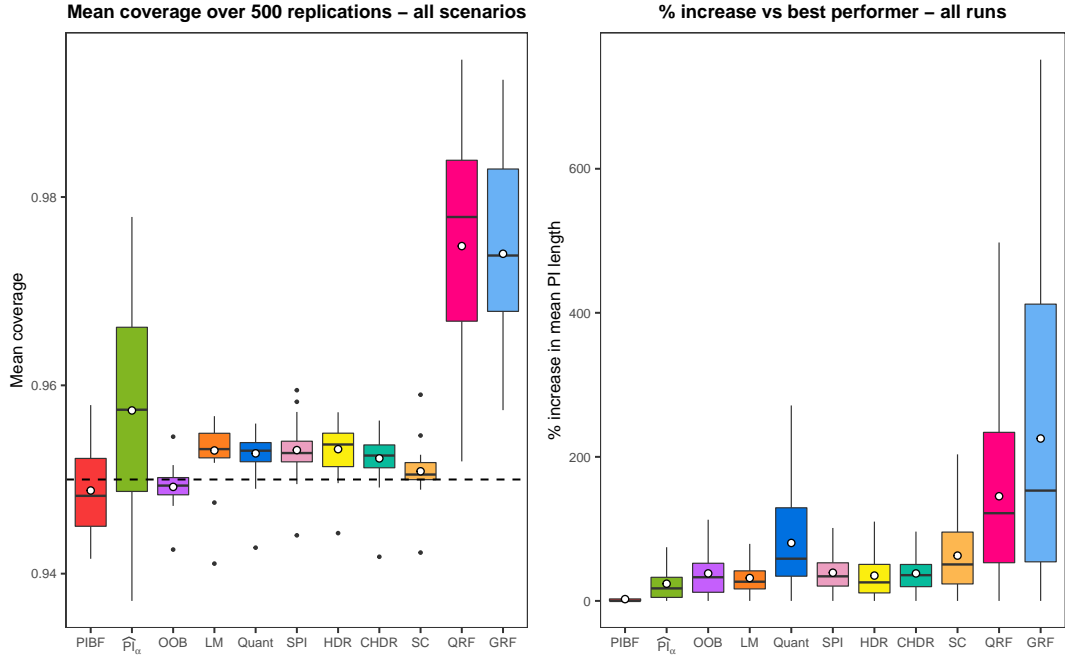 Mean coverage over 500 replications – all scenarios
Mean coverage
0.98
0.96
0.94
PIBF P̂Iα OOB LM Quant SPI HDR CHDR SC QRF GRF
% increase vs best performer – all runs
% increase in mean PI length
600
400
200
0
PIBF P̂Iα OOB LM Quant SPI HDR CHDR SC QRF GRF